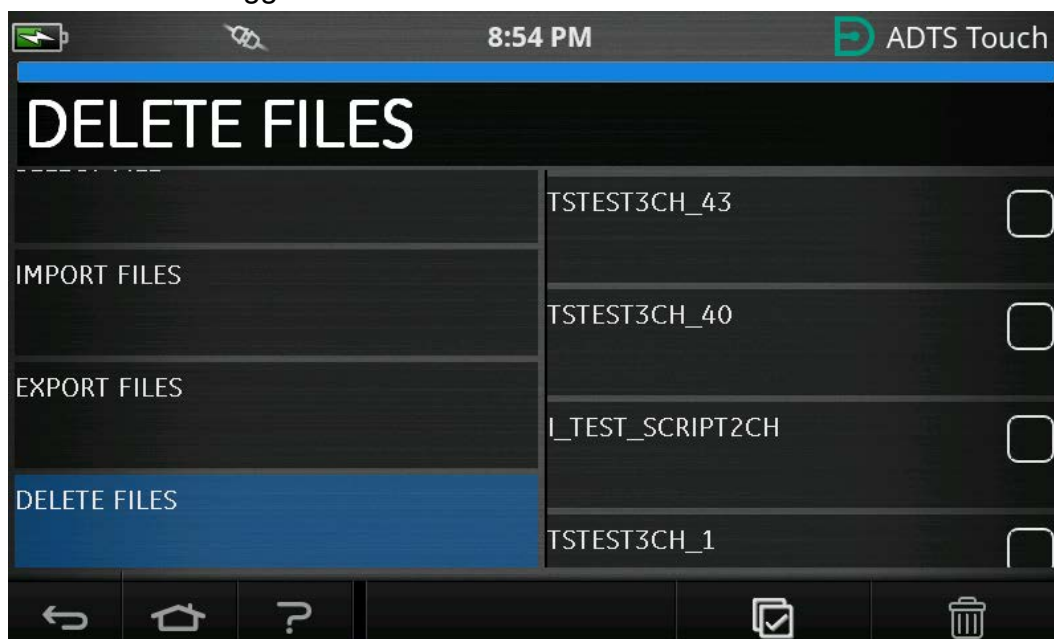 8:54 PM
ADTS Touch
DELETE FILES
IMPORT FILES
EXPORT FILES
DELETE FILES
TSTEST3CH_43
TSTEST3CH_40
I_TEST_SCRIPT2CH
TSTEST3CH_1
?